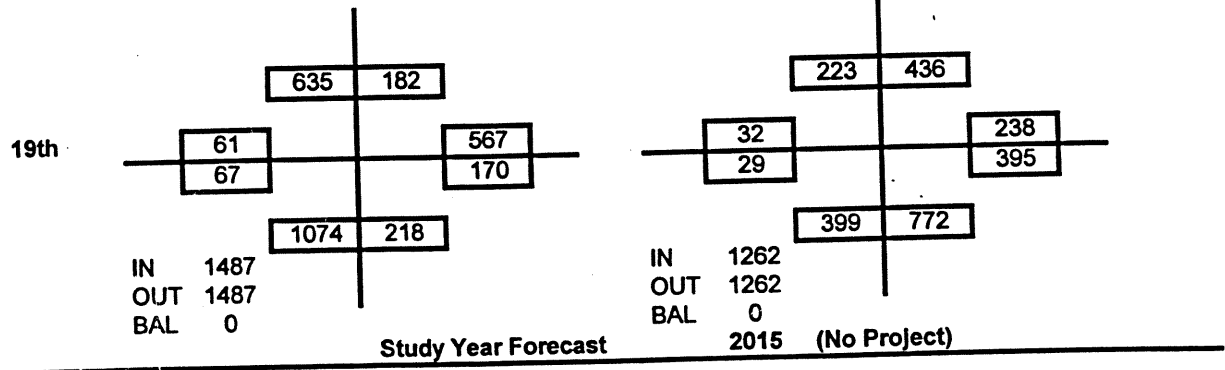 635 182 223 436
19th 61 567 32 238
67 170 29 395
1074 218 399 772
IN 1487 IN 1262
OUT 1487 OUT 1262
BAL 0 BAL 0
Study Year Forecast 2015 (No Project)